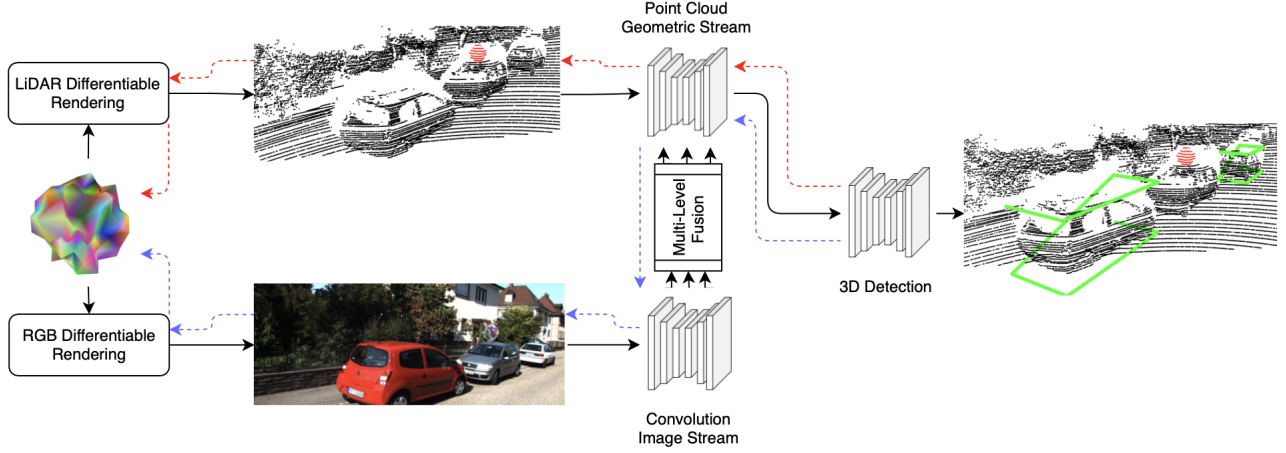 Point Cloud
Geometric Stream
LiDAR Differentiable
Rendering
Multi-Level
Fusion
3D Detection
RGB Differentiable
Rendering
Convolution
Image Stream